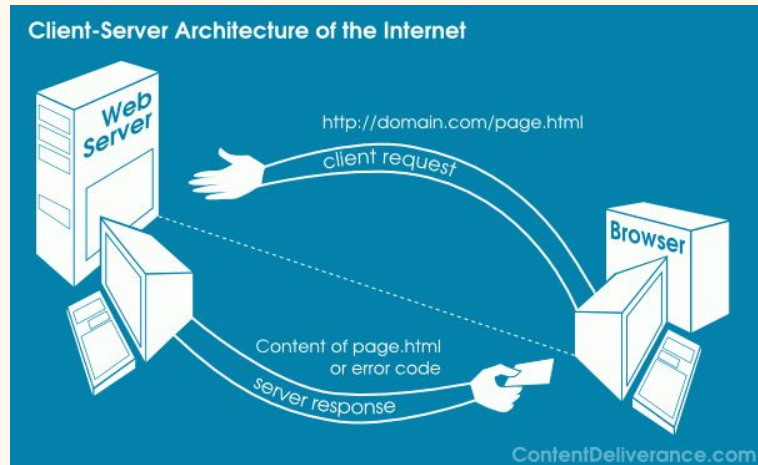 Client-Server Architecture of the Internet
Web
Server
http://domain.com/page.html
client request
Browser
Content of page.html
or error code
server response
ContentDeliverance.com